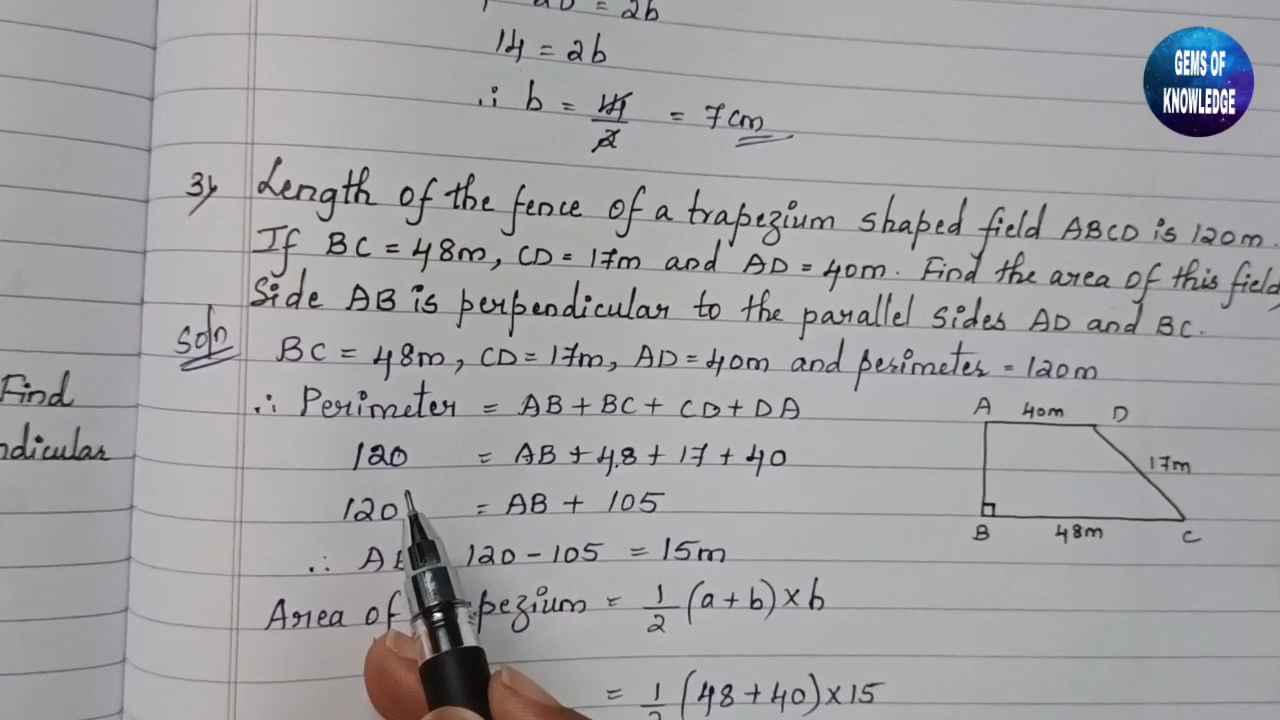 = 2b
14 = 2b
∴ b = 14/2 = 7cm
GEMS OF
KNOWLEDGE
3) Length of the fence of a trapezium shaped field ABCD is 120m.
If BC = 48m, CD = 17m and AD = 40m. Find the area of this field,
Side AB is perpendicular to the parallel sides AD and BC.
Soln
BC = 48m, CD = 17m, AD = 40m and perimeter = 120m
Find
ndicular
∴ Perimeter = AB + BC + CD + DA
120 = AB + 48 + 17 + 40
120 = AB + 105
∴ A 120 - 105 = 15m
Area of pezium = 1/2 (a + b) × b
= 1/2 (48 + 40) × 15
A 40m D
17m
B 48m C